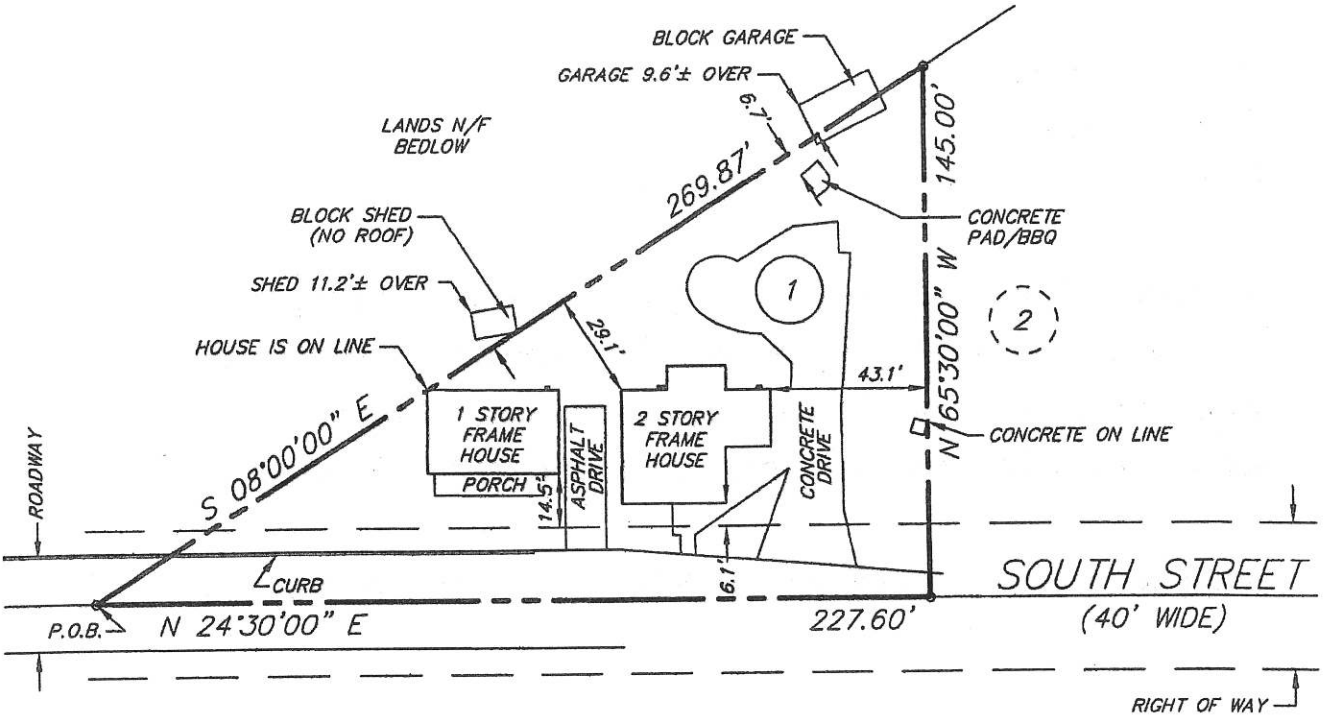 BLOCK GARAGE
GARAGE 9.6'± OVER
6.7'
145.00'
LANDS N/F
BEDLOW
269.87'
BLOCK SHED
(NO ROOF)
CONCRETE
PAD/BBQ
SHED 11.2'± OVER
1
2
29.1'
HOUSE IS ON LINE
43.1'
N 65°30'00" W
1 STORY
FRAME
HOUSE
2 STORY
FRAME
HOUSE
CONCRETE ON LINE
ROADWAY
S 08°00'00" E
PORCH
14.5'
ASPHALT
DRIVE
CONCRETE
DRIVE
CURB
6.1'
SOUTH STREET
(40' WIDE)
P.O.B.
N 24°30'00" E
227.60'
RIGHT OF WAY